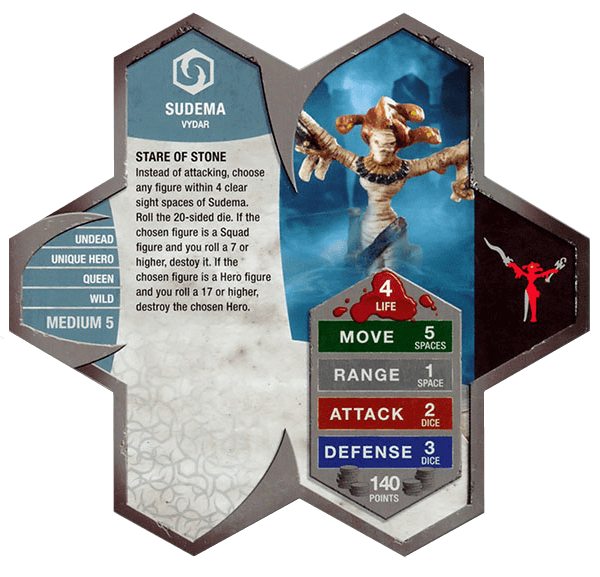 SUDEMA
VYDAR
STARE OF STONE
Instead of attacking, choose
any figure within 4 clear
sight spaces of Sudema.
Roll the 20-sided die. If the
chosen figure is a Squad
figure and you roll a 7 or
higher, destoy it. If the
chosen figure is a Hero figure
and you roll a 17 or higher,
destroy the chosen Hero.
UNDEAD
UNIQUE HERO
QUEEN
WILD
MEDIUM 5
4
LIFE
MOVE 5
SPACES
RANGE 1
SPACE
ATTACK 2
DICE
DEFENSE 3
DICE
140
POINTS